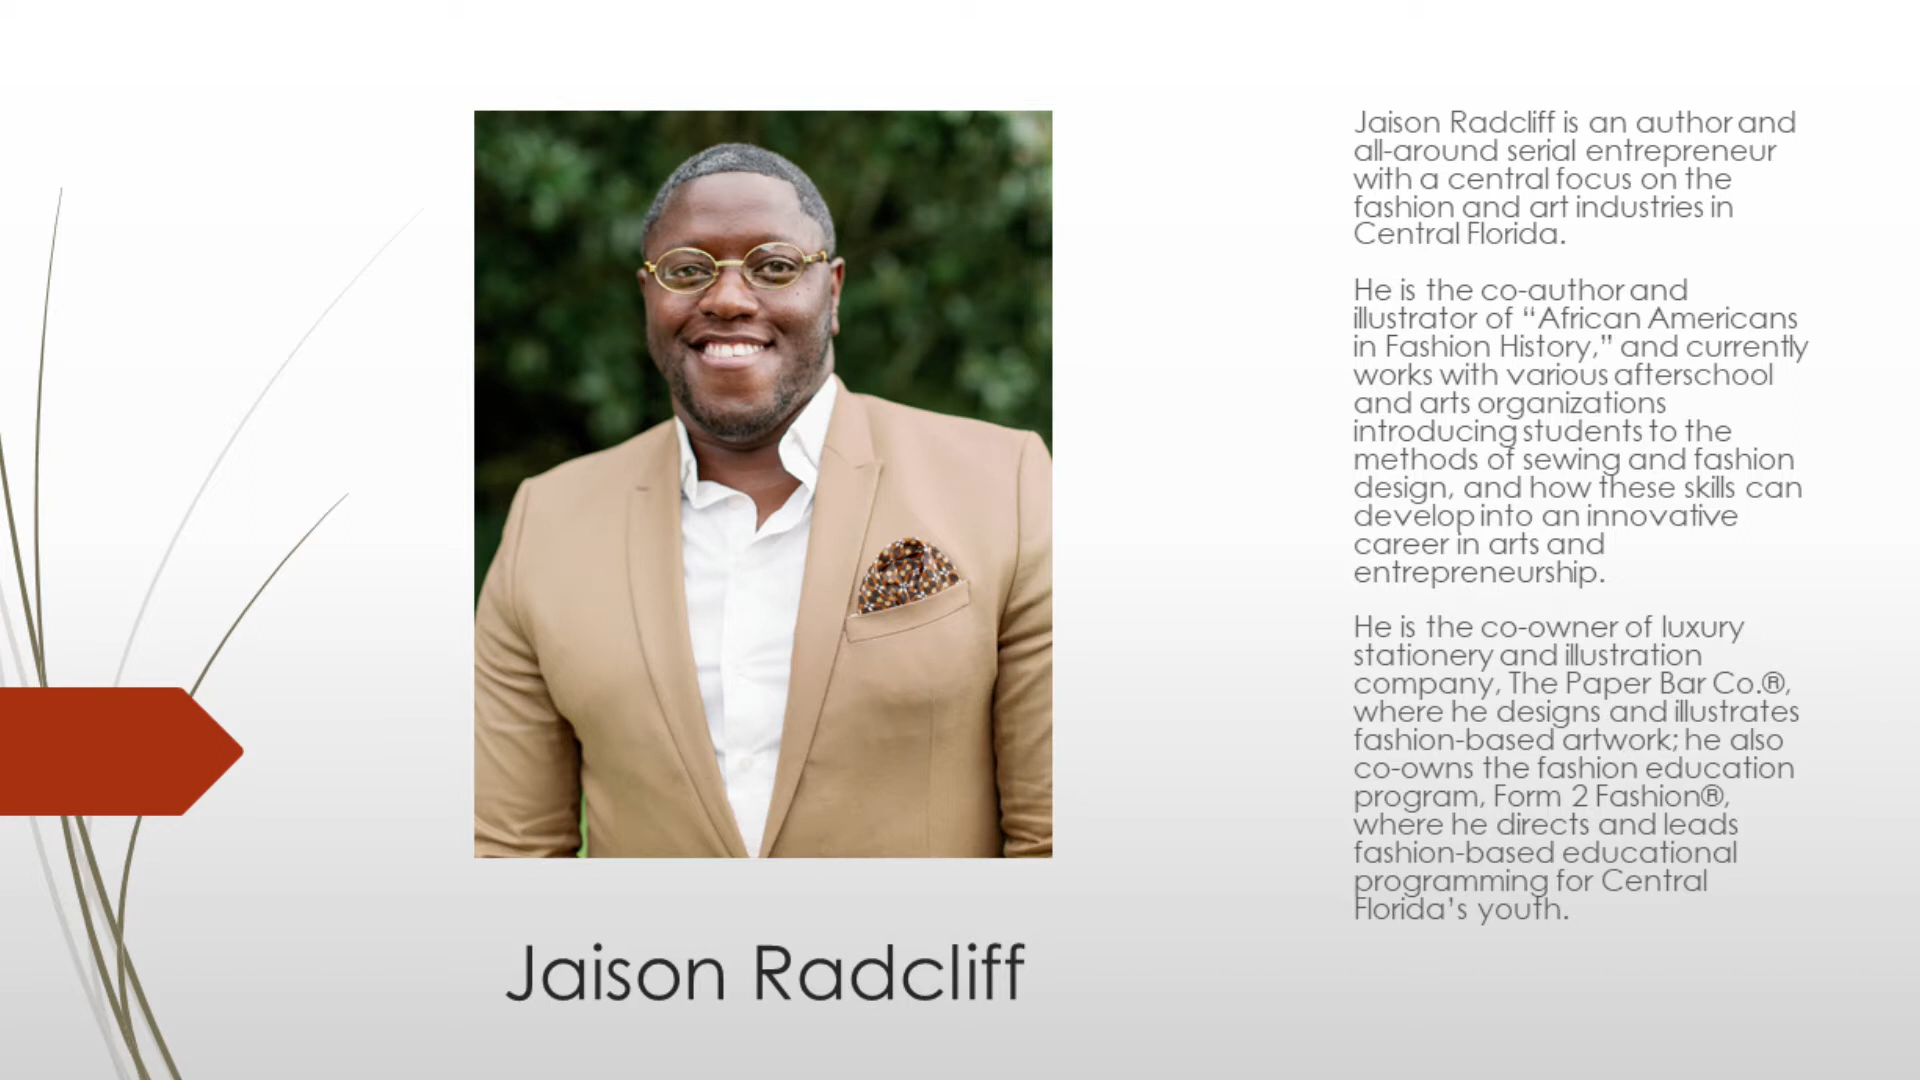 Jaison Radcliff is an author and
all-around serial entrepreneur
with a central focus on the
fashion and art industries in
Central Florida.
He is the co-author and
illustrator of “African Americans
in Fashion History,” and currently
works with various afterschool
and arts organizations
introducing students to the
methods of sewing and fashion
design, and how these skills can
develop into an innovative
career in arts and
entrepreneurship.
He is the co-owner of luxury
stationery and illustration
company, The Paper Bar Co.®,
where he designs and illustrates
fashion-based artwork; he also
co-owns the fashion education
program, Form 2 Fashion®,
where he directs and leads
fashion-based educational
programming for Central
Florida’s youth.
Jaison Radcliff